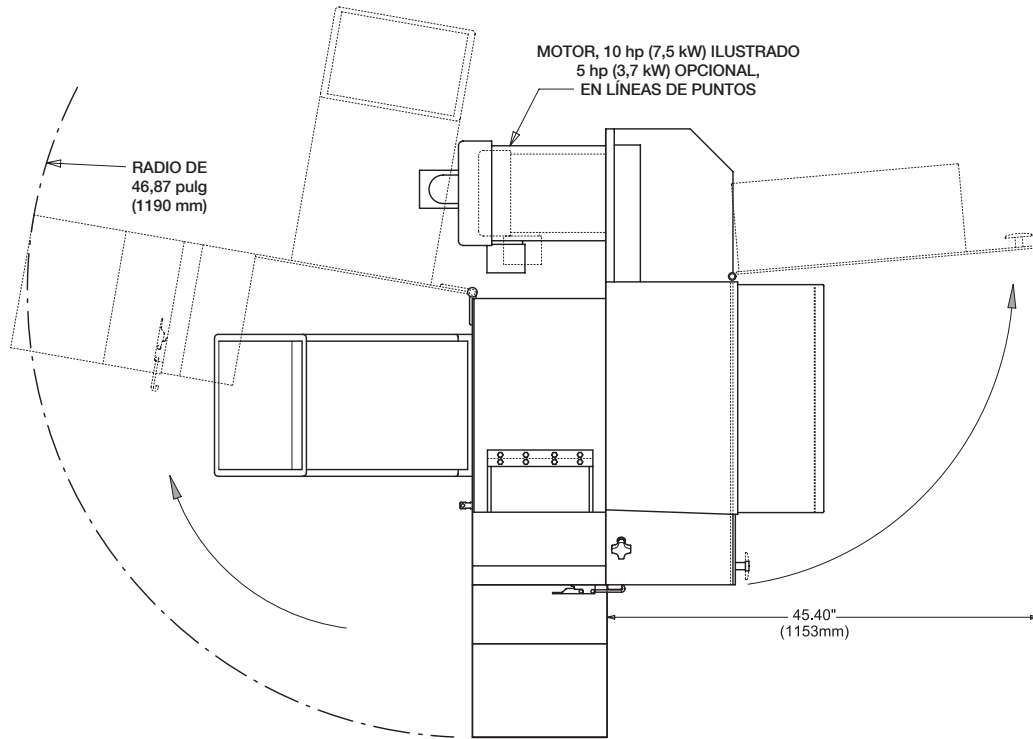 MOTOR, 10 hp (7,5 kW) ILUSTRADO
5 hp (3,7 kW) OPCIONAL,
EN LÍNEAS DE PUNTOS
RADIO DE
46,87 pulg
(1190 mm)
45.40"
(1153mm)